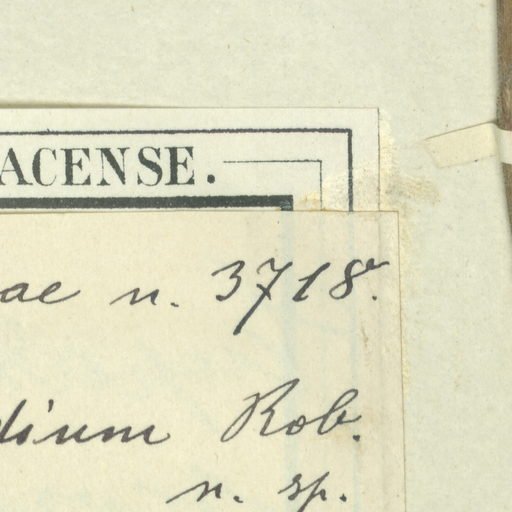 ACENSE.
ae n. 3718.
dium Rob.
n. sp.